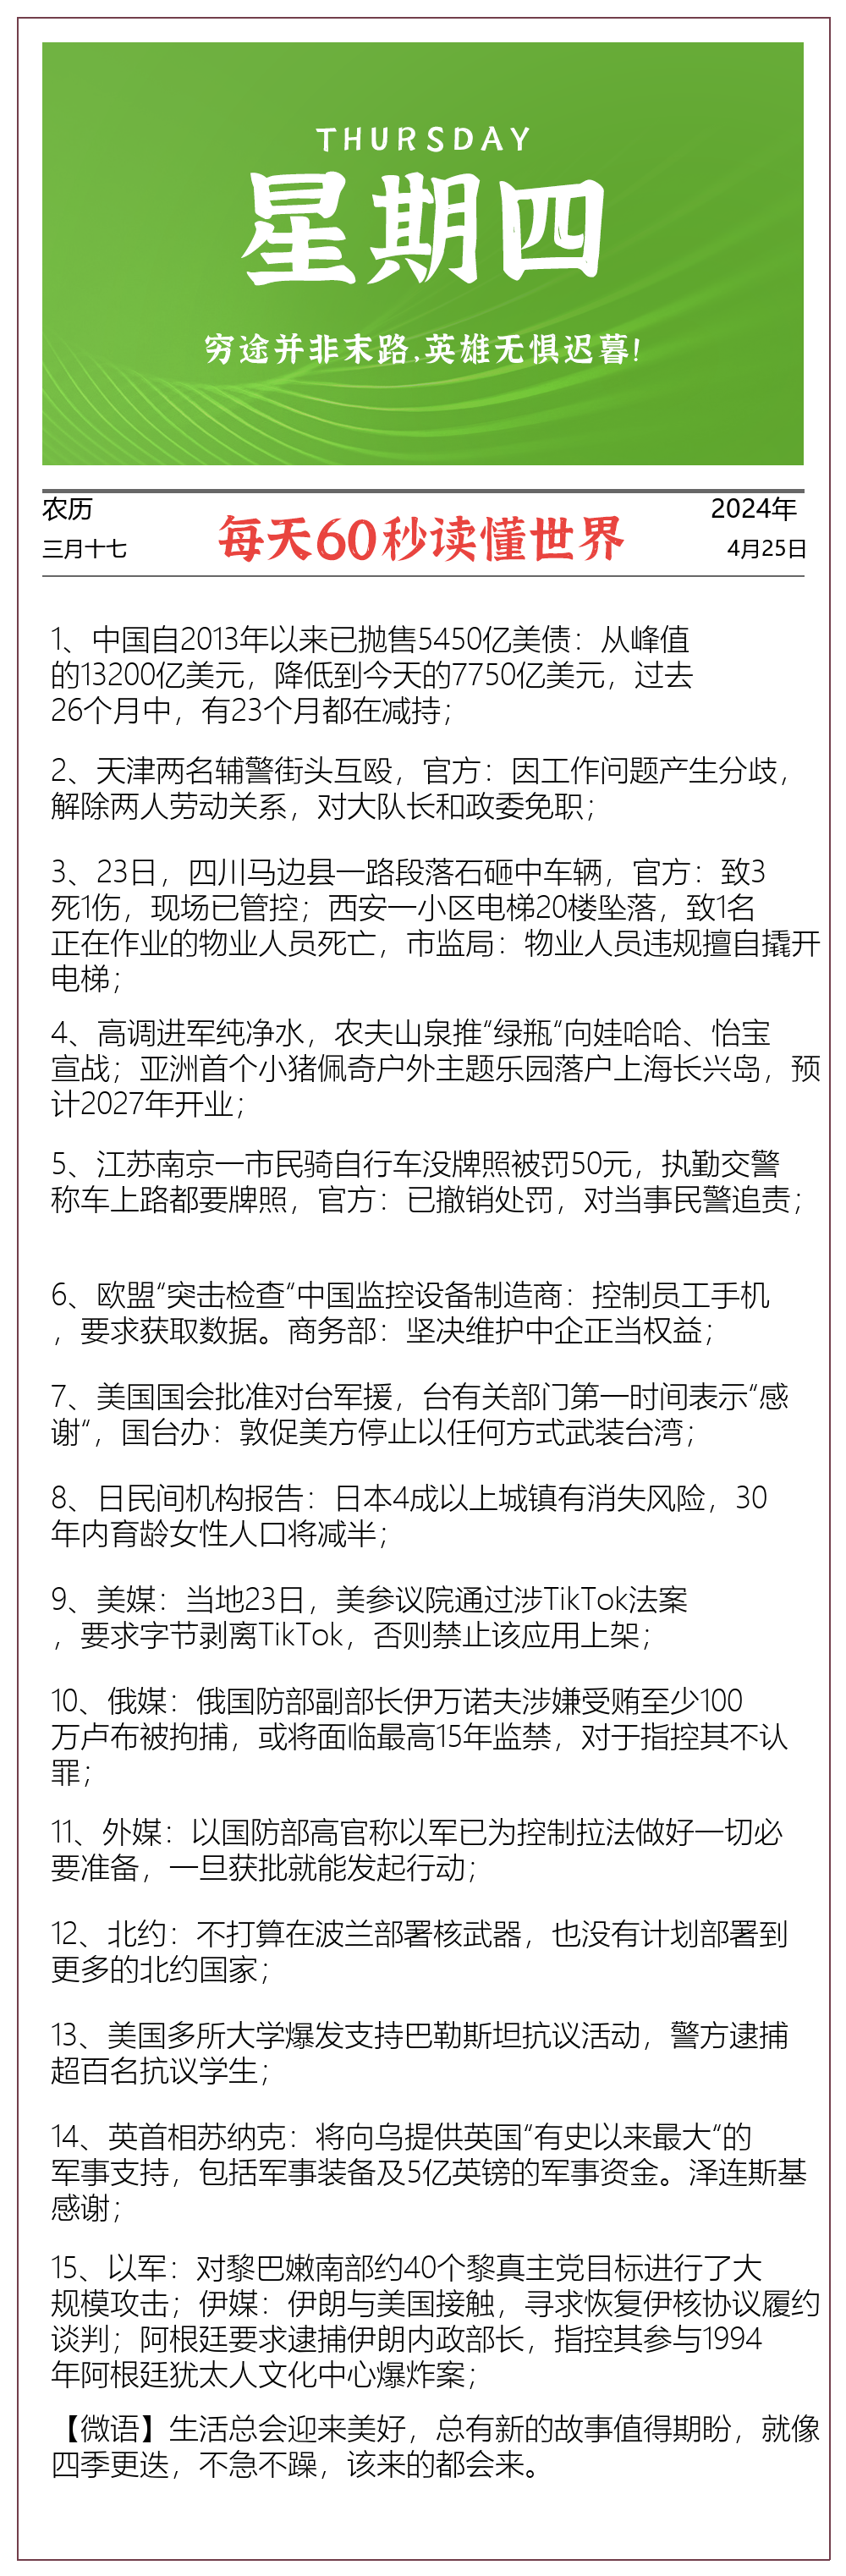 THURSDAY
星期四
穷途并非末路,英雄无惧迟暮!
农历
三月十七
每天60秒读懂世界
2024年
4月25日
1、中国自2013年以来已抛售5450亿美债：从峰值
的13200亿美元，降低到今天的7750亿美元，过去
26个月中，有23个月都在减持；
2、天津两名辅警街头互殴，官方：因工作问题产生分歧，
解除两人劳动关系，对大队长和政委免职；
3、23日，四川马边县一路段落石砸中车辆，官方：致3
死1伤，现场已管控；西安一小区电梯20楼坠落，致1名
正在作业的物业人员死亡，市监局：物业人员违规擅自撬开
电梯；
4、高调进军纯净水，农夫山泉推“绿瓶“向娃哈哈、怡宝
宣战；亚洲首个小猪佩奇户外主题乐园落户上海长兴岛，预
计2027年开业；
5、江苏南京一市民骑自行车没牌照被罚50元，执勤交警
称车上路都要牌照，官方：已撤销处罚，对当事民警追责；
6、欧盟“突击检查“中国监控设备制造商：控制员工手机
，要求获取数据。商务部：坚决维护中企正当权益；
7、美国国会批准对台军援，台有关部门第一时间表示“感
谢“，国台办：敦促美方停止以任何方式武装台湾；
8、日民间机构报告：日本4成以上城镇有消失风险，30
年内育龄女性人口将减半；
9、美媒：当地23日，美参议院通过涉TikTok法案
，要求字节剥离TikTok，否则禁止该应用上架；
10、俄媒：俄国防部副部长伊万诺夫涉嫌受贿至少100
万卢布被拘捕，或将面临最高15年监禁，对于指控其不认
罪；
11、外媒：以国防部高官称以军已为控制拉法做好一切必
要准备，一旦获批就能发起行动；
12、北约：不打算在波兰部署核武器，也没有计划部署到
更多的北约国家；
13、美国多所大学爆发支持巴勒斯坦抗议活动，警方逮捕
超百名抗议学生；
14、英首相苏纳克：将向乌提供英国“有史以来最大“的
军事支持，包括军事装备及5亿英镑的军事资金。泽连斯基
感谢；
15、以军：对黎巴嫩南部约40个黎真主党目标进行了大
规模攻击；伊媒：伊朗与美国接触，寻求恢复伊核协议履约
谈判；阿根廷要求逮捕伊朗内政部长，指控其参与1994
年阿根廷犹太人文化中心爆炸案；
【微语】生活总会迎来美好，总有新的故事值得期盼，就像
四季更迭，不急不躁，该来的都会来。